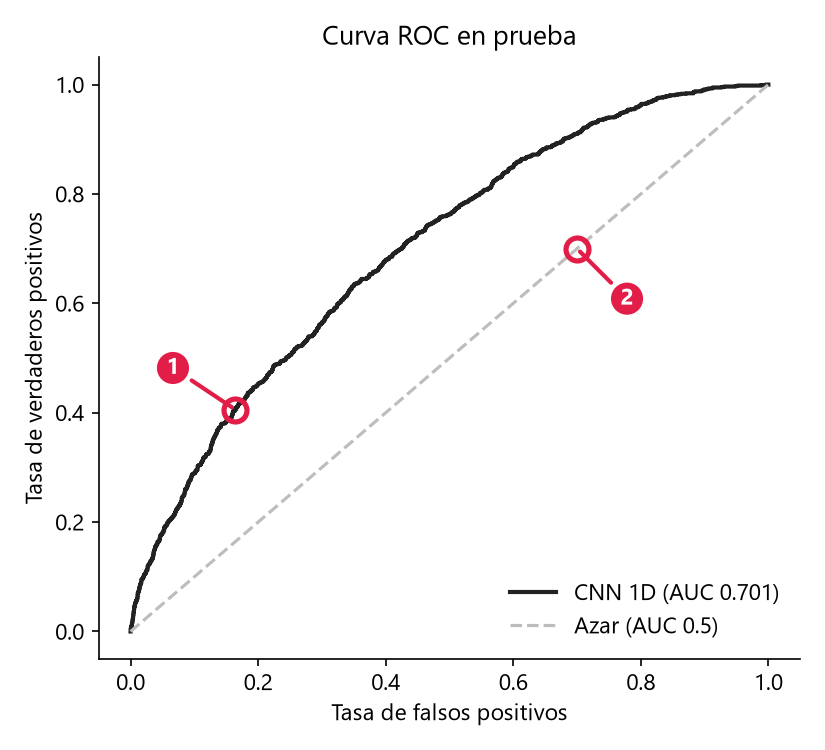 Curva ROC en prueba
Tasa de verdaderos positivos
1.0
0.8
0.6
0.4
0.2
0.0
1
2
CNN 1D (AUC 0.701)
Azar (AUC 0.5)
0.0 0.2 0.4 0.6 0.8 1.0
Tasa de falsos positivos